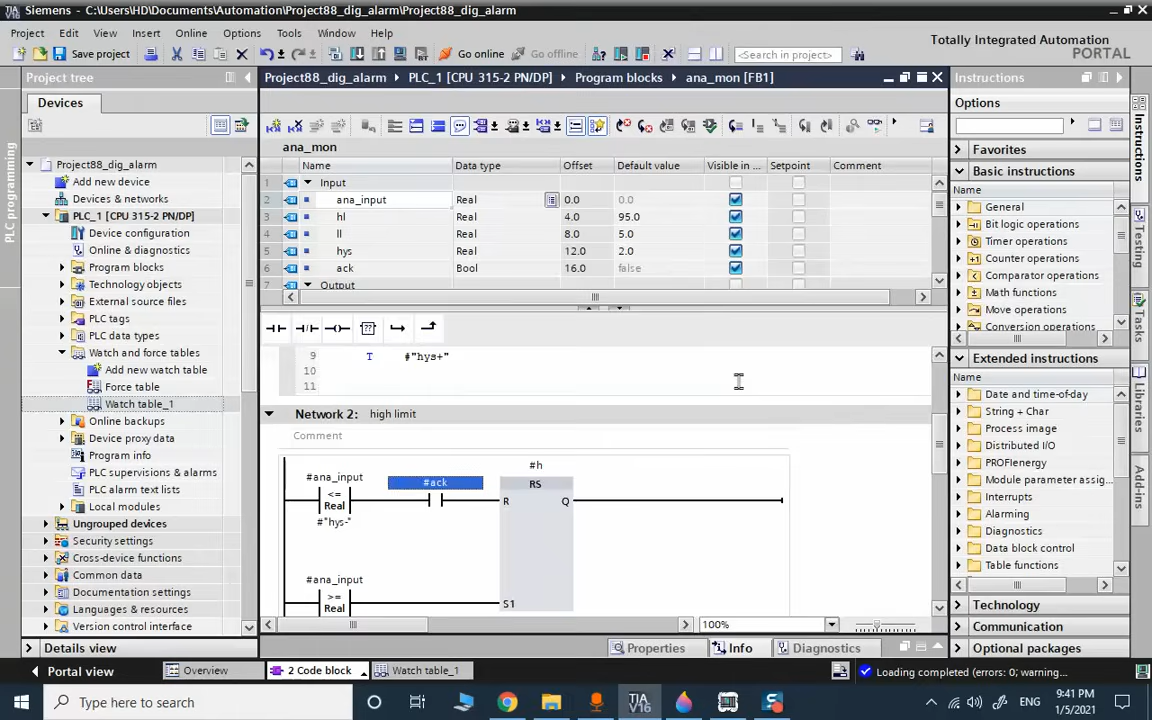 Siemens - C:\Users\HD\Documents\Automation\Project88_dig_alarm\Project88_dig_alarm
Project Edit View Insert Online Options Tools Window Help
Totally Integrated Automation
PORTAL
Save project Go online Go offline <Search in project>
Project tree
Project88_dig_alarm PLC_1 [CPU 315-2 PN/DP] Program blocks ana_mon [FB1]
Instructions
Devices
Options
PLC programming
ana_mon
Name Data type Offset Default value Visible in ... Setpoint Comment
1 Input
2 ana_input Real 0.0 0.0
3 hl Real 4.0 95.0
4 ll Real 8.0 5.0
5 hys Real 12.0 2.0
6 ack Bool 16.0 false
7 Output
Project88_dig_alarm
Add new device
Devices & networks
PLC_1 [CPU 315-2 PN/DP]
Device configuration
Online & diagnostics
Program blocks
Technology objects
External source files
PLC tags
PLC data types
Watch and force tables
Add new watch table
Force table
Watch table_1
Online backups
Device proxy data
Program info
PLC supervisions & alarms
PLC alarm text lists
Local modules
Ungrouped devices
Security settings
Cross-device functions
Common data
Documentation settings
Languages & resources
Version control interface
Details view
9 T #"hys+"
10
11
Network 2: high limit
Comment
#h
#ana_input #ack RS
<=
Real R Q
#"hys-"
#ana_input
>=
Real S1
100%
Favorites
Basic instructions
Name
General
Bit logic operations
Timer operations
Counter operations
Comparator operations
Math functions
Move operations
Conversion operations
Extended instructions
Name
Date and time-of-day
String + Char
Process image
Distributed I/O
PROFIenergy
Module parameter assig...
Interrupts
Alarming
Diagnostics
Data block control
Table functions
Technology
Communication
Optional packages
Instructions
Testing
Tasks
Libraries
Add-ins
Properties Info Diagnostics
Portal view Overview 2 Code block Watch table_1 Loading completed (errors: 0; warning...
Type here to search
TIA
V16
9:41 PM
1/5/2021